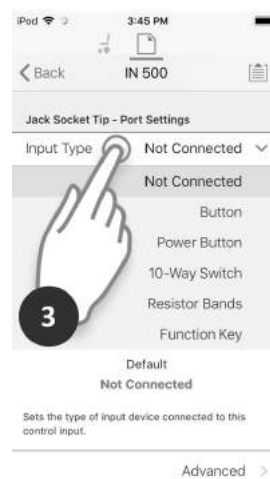 iPod 3:45 PM
Back IN 500
Jack Socket Tip - Port Settings
Input Type Not Connected
Not Connected
Button
Power Button
10-Way Switch
Resistor Bands
Function Key
3
Default
Not Connected
Sets the type of input device connected to this
control input.
Advanced